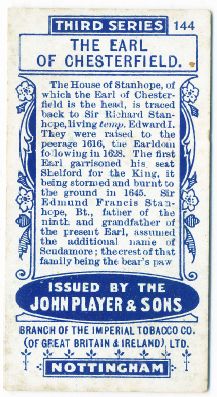 THIRD SERIES 144
THE EARL
OF CHESTERFIELD.
The House of Stanhope, of
which the Earl of Chester-
field is the head, is traced
back to Sir Richard Stan-
hope, living temp. Edward I.
They were raised to the
peerage 1616, the Earldom
following in 1628. The first
Earl garrisoned his seat
Shelford for the King, it
being stormed and burnt to
the ground in 1645. Sir
Edmund Francis Stan-
hope, Bt., father of the
ninth and grandfather of
the present Earl, assumed
the additional name of
Scudamore; the crest of that
family being the bear's paw
ISSUED BY THE
JOHN PLAYER & SONS
BRANCH OF THE IMPERIAL TOBACCO CO.
(OF GREAT BRITAIN & IRELAND), LTD.
NOTTINGHAM